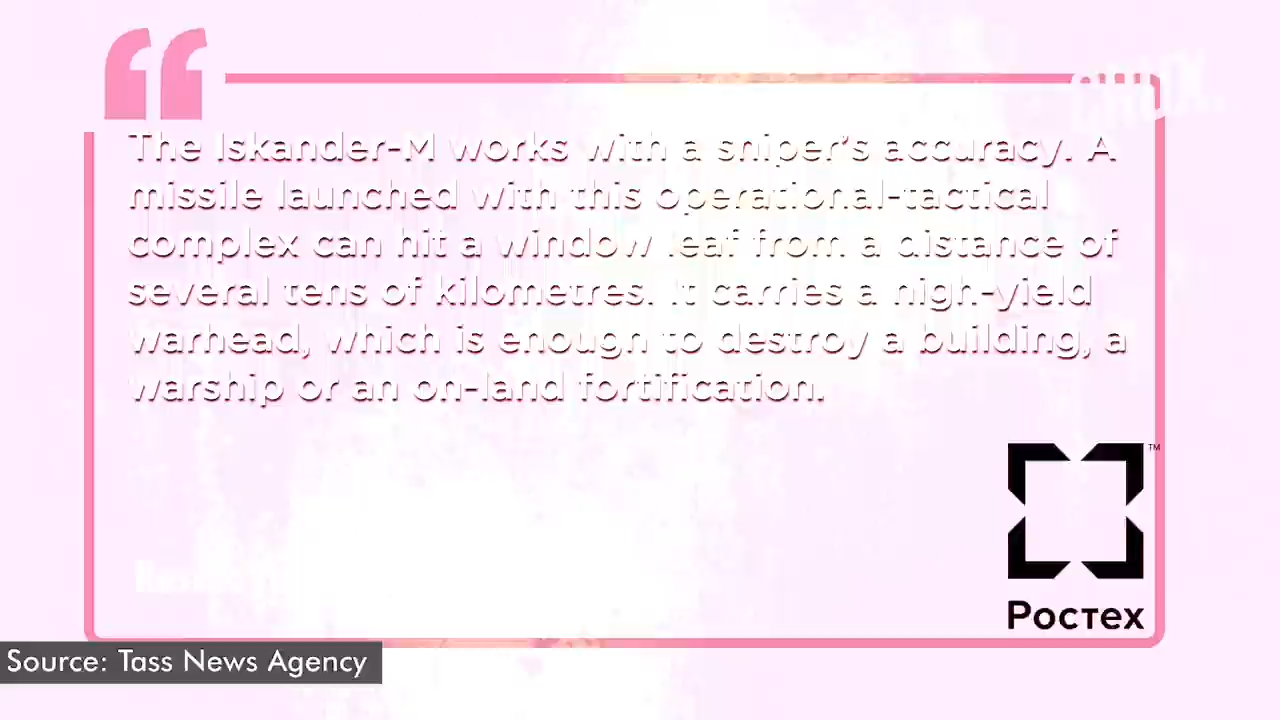 The Iskander-M works with a sniper's accuracy. A
missile launched with this operational-tactical
complex can hit a window leaf from a distance of
several tens of kilometres. It carries a high-yield
warhead, which is enough to destroy a building, a
warship or an on-land fortification.
TM
Ростех
Source: Tass News Agency